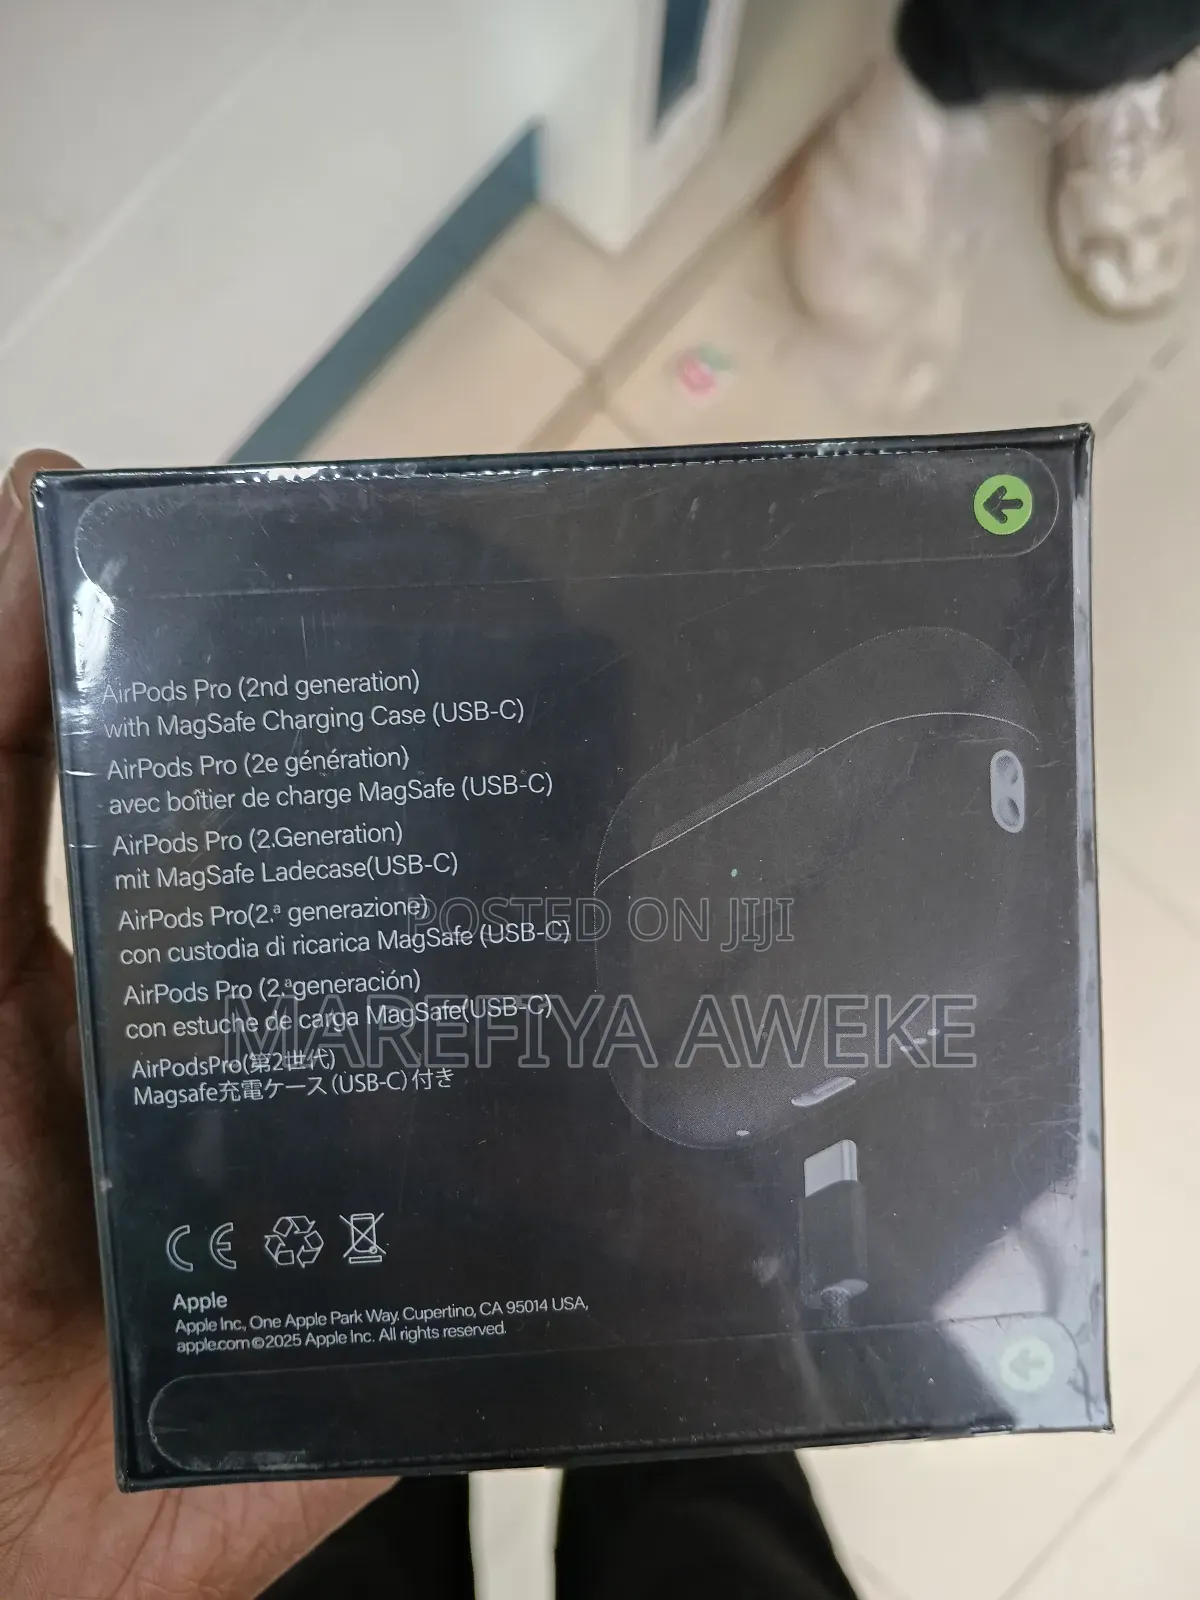 AirPods Pro (2nd generation)
with MagSafe Charging Case (USB-C)
AirPods Pro (2e génération)
avec boîtier de charge MagSafe (USB-C)
AirPods Pro (2.Generation)
mit MagSafe Ladecase(USB-C)
AirPods Pro(2.ª generazione)
con custodia di ricarica MagSafe (USB-C)
AirPods Pro (2.ªgeneración)
con estuche de carga MagSafe(USB-C)
AirPodsPro(第2世代)
Magsafe充電ケース(USB-C)付き
POSTED ON JIJI
MAREFIYA AWEKE
CE
Apple
Apple Inc., One Apple Park Way. Cupertino, CA 95014 USA,
apple.com©2025 Apple Inc. All rights reserved.